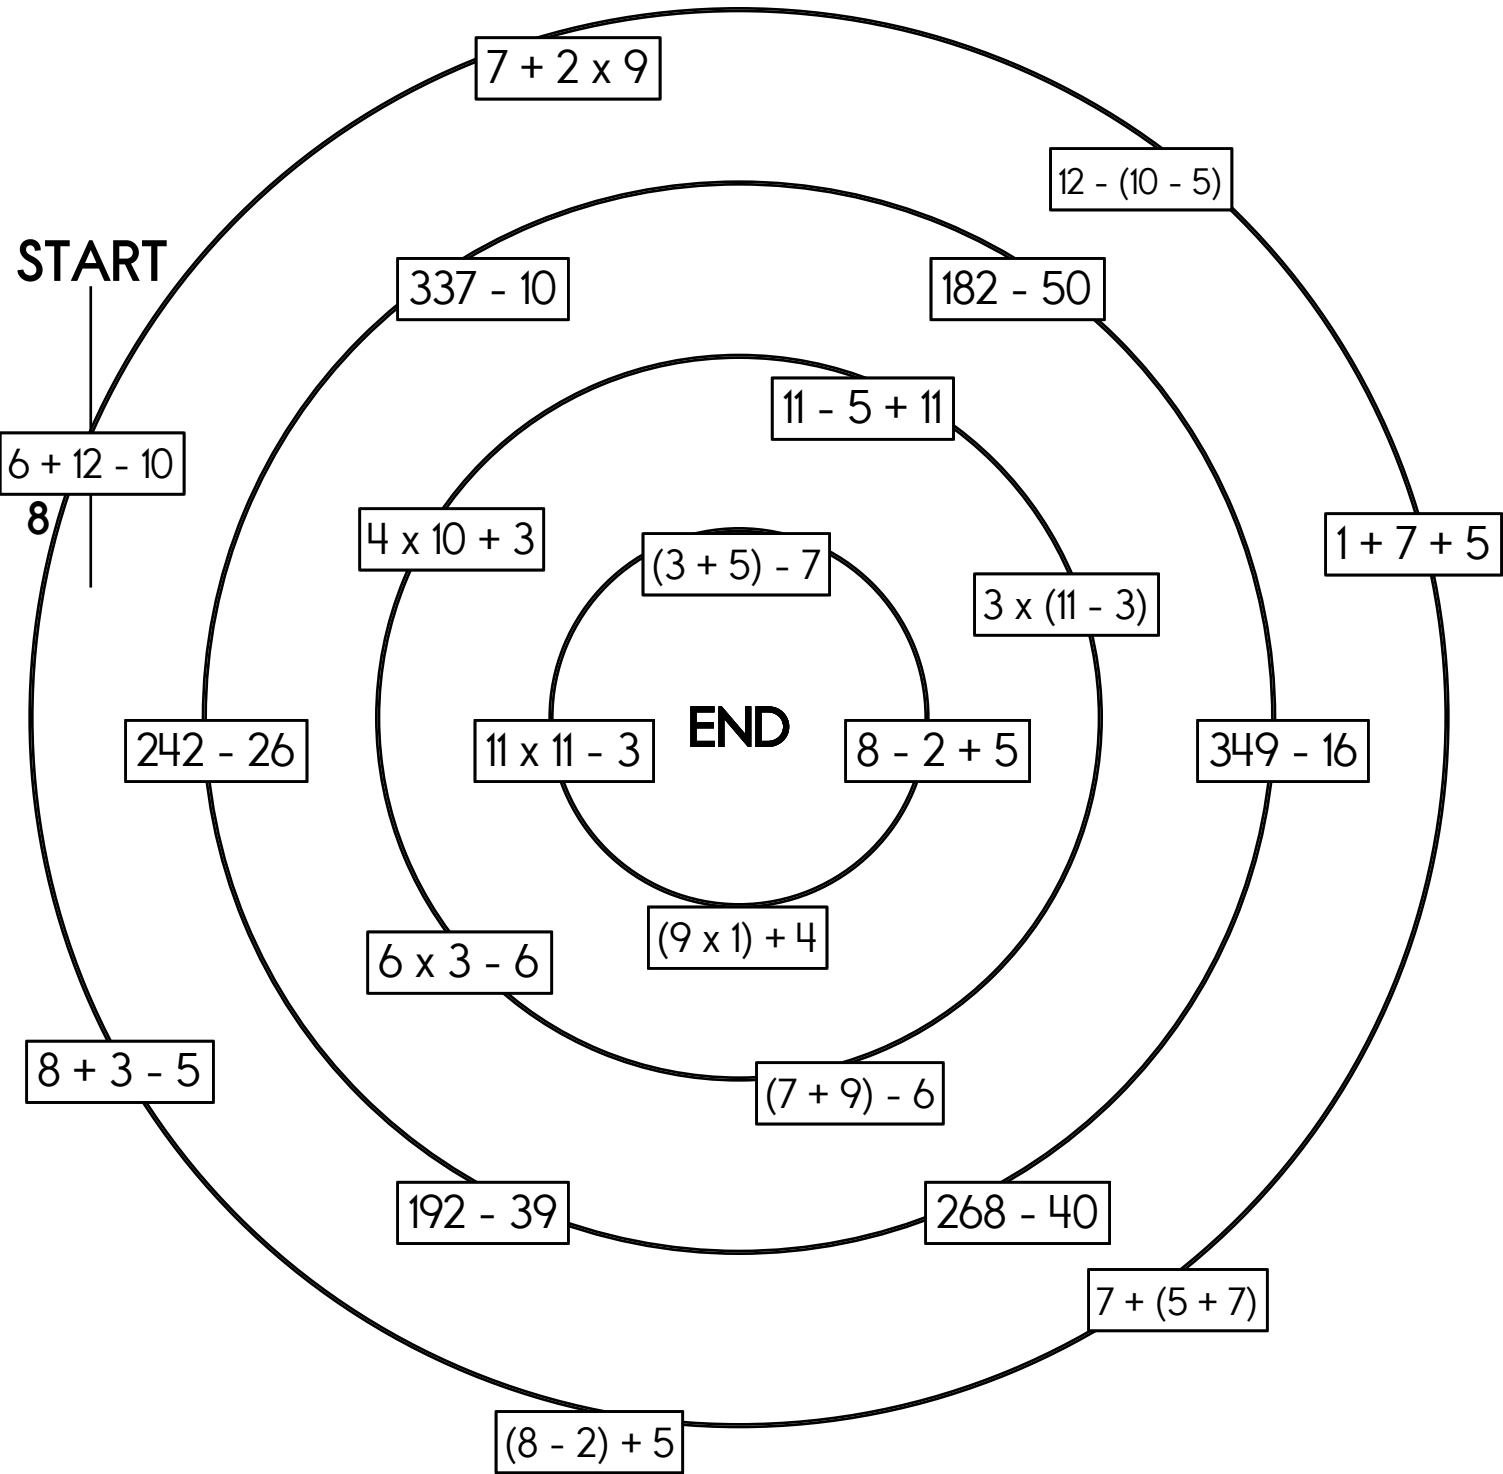 7 + 2 x 9
12 - (10 - 5)
START
337 - 10
182 - 50
11 - 5 + 11
6 + 12 - 10
8
4 x 10 + 3
1 + 7 + 5
(3 + 5) - 7
3 x (11 - 3)
END
242 - 26
11 x 11 - 3
8 - 2 + 5
349 - 16
(9 x 1) + 4
6 x 3 - 6
8 + 3 - 5
(7 + 9) - 6
192 - 39
268 - 40
7 + (5 + 7)
(8 - 2) + 5